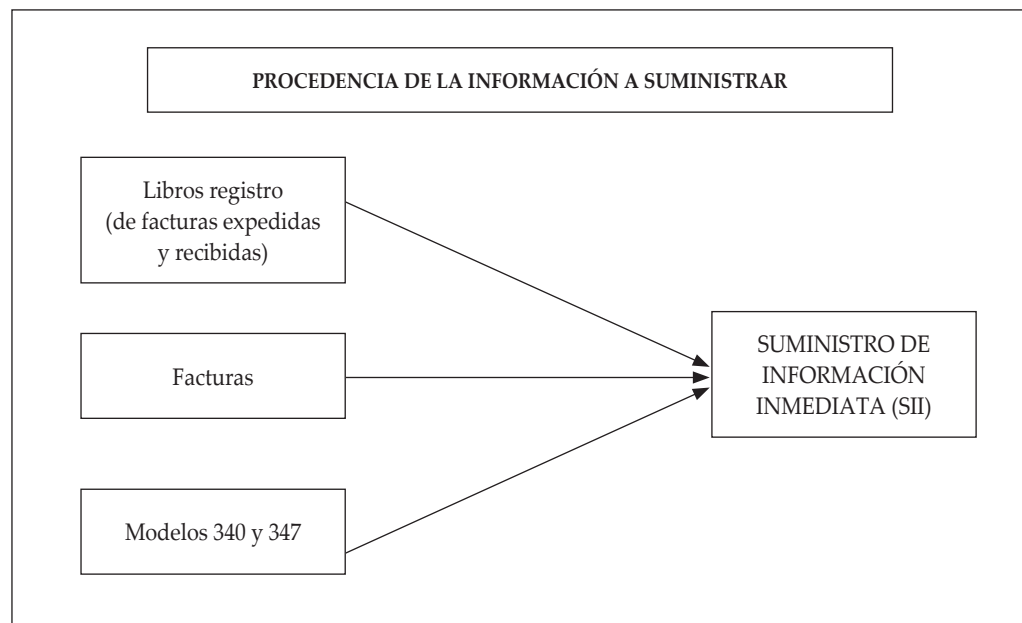 PROCEDENCIA DE LA INFORMACIÓN A SUMINISTRAR
Libros registro
(de facturas expedidas
y recibidas)
Facturas
SUMINISTRO DE
INFORMACIÓN
INMEDIATA (SII)
Modelos 340 y 347